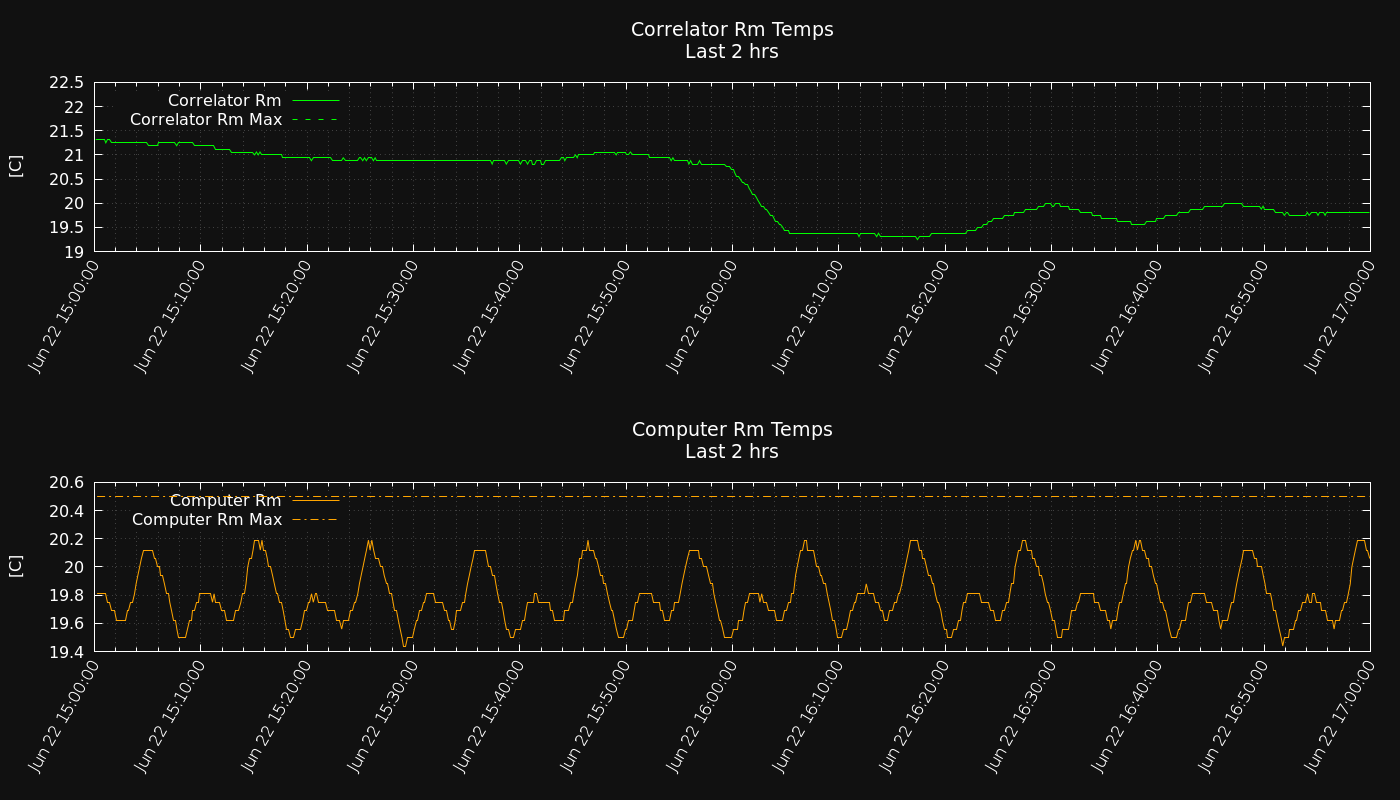 Correlator Rm Temps
Last 2 hrs
22.5
22
21.5
21
20.5
20
19.5
19
[C]
Correlator Rm
Correlator Rm Max
Jun 22 15:00:00
Jun 22 15:10:00
Jun 22 15:20:00
Jun 22 15:30:00
Jun 22 15:40:00
Jun 22 15:50:00
Jun 22 16:00:00
Jun 22 16:10:00
Jun 22 16:20:00
Jun 22 16:30:00
Jun 22 16:40:00
Jun 22 16:50:00
Jun 22 17:00:00
Computer Rm Temps
Last 2 hrs
20.6
20.4
20.2
20
19.8
19.6
19.4
[C]
Computer Rm
Computer Rm Max
Jun 22 15:00:00
Jun 22 15:10:00
Jun 22 15:20:00
Jun 22 15:30:00
Jun 22 15:40:00
Jun 22 15:50:00
Jun 22 16:00:00
Jun 22 16:10:00
Jun 22 16:20:00
Jun 22 16:30:00
Jun 22 16:40:00
Jun 22 16:50:00
Jun 22 17:00:00